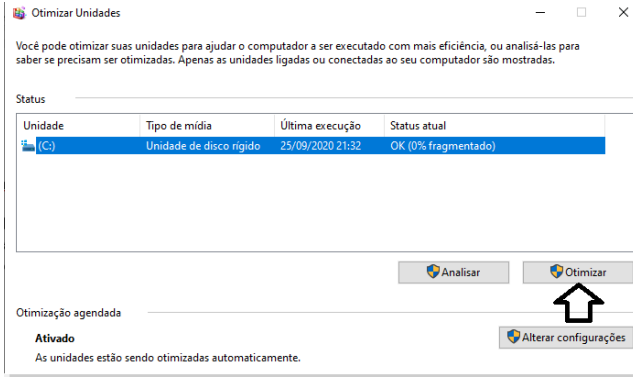 Otimizar Unidades
Você pode otimizar suas unidades para ajudar o computador a ser executado com mais eficiência, ou analisá-las para
saber se precisam ser otimizadas. Apenas as unidades ligadas ou conectadas ao seu computador são mostradas.
Status
Unidade Tipo de mídia Última execução Status atual
(C:) Unidade de disco rígido 25/09/2020 21:32 OK (0% fragmentado)
Analisar Otimizar
Otimização agendada
Ativado Alterar configurações
As unidades estão sendo otimizadas automaticamente.